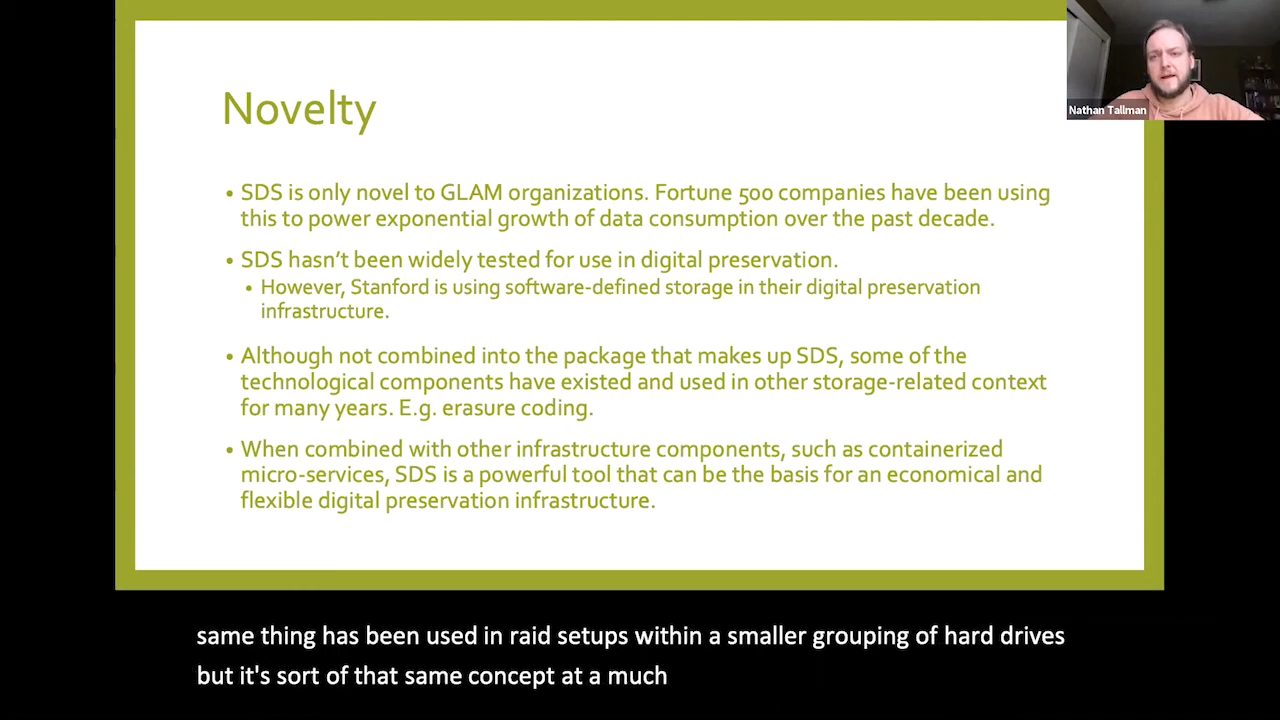 Novelty
Nathan Tallman
• SDS is only novel to GLAM organizations. Fortune 500 companies have been using
this to power exponential growth of data consumption over the past decade.
• SDS hasn't been widely tested for use in digital preservation.
• However, Stanford is using software-defined storage in their digital preservation
infrastructure.
• Although not combined into the package that makes up SDS, some of the
technological components have existed and used in other storage-related context
for many years. E.g. erasure coding.
• When combined with other infrastructure components, such as containerized
micro-services, SDS is a powerful tool that can be the basis for an economical and
flexible digital preservation infrastructure.
same thing has been used in raid setups within a smaller grouping of hard drives
but it's sort of that same concept at a much